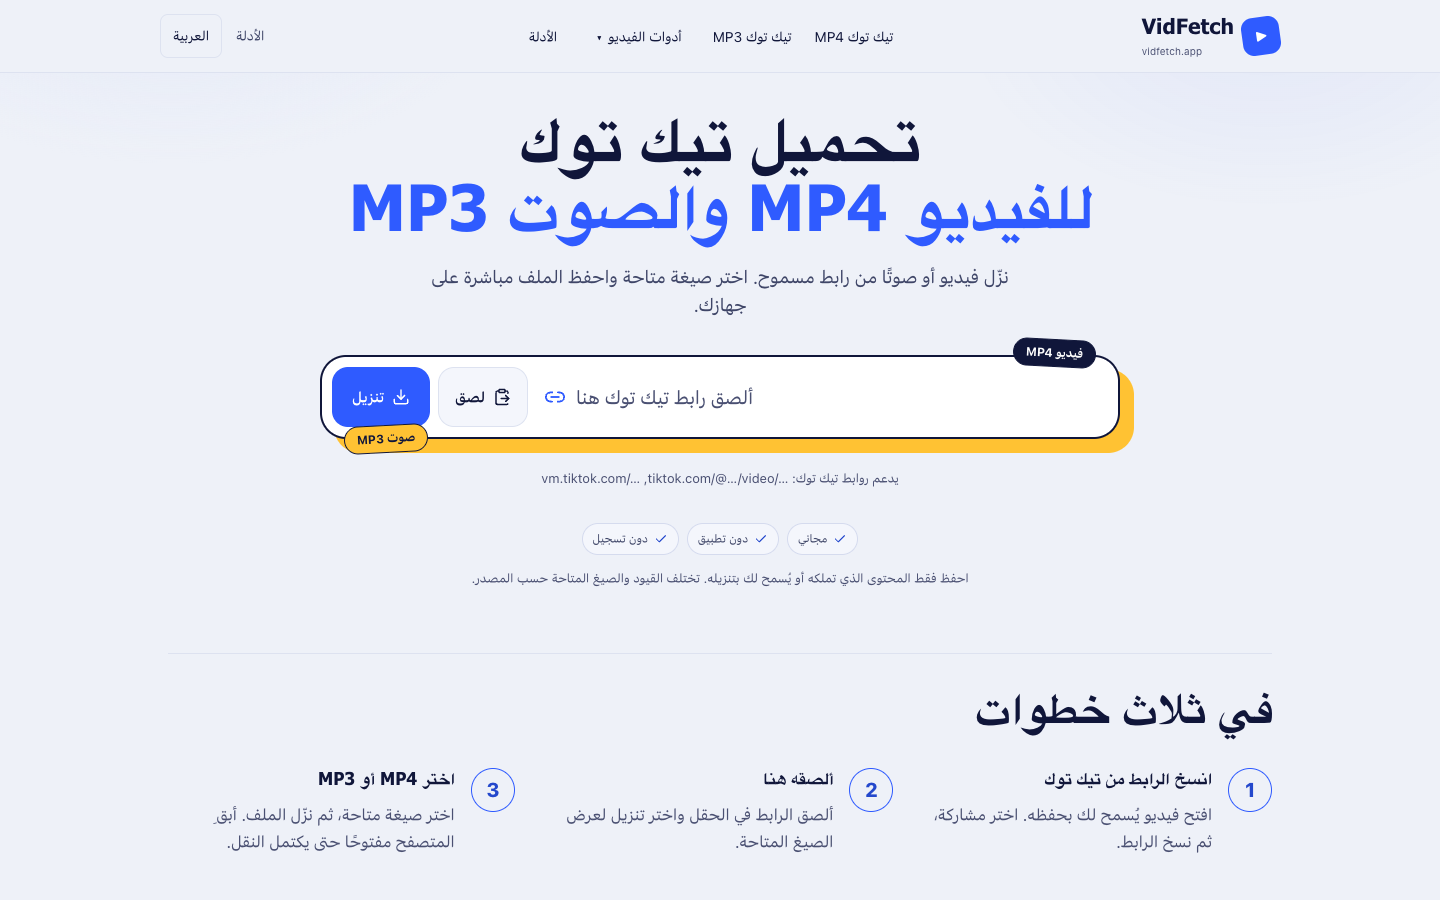 VidFetch
vidfetch.app
تيك توك MP4
تيك توك MP3
أدوات الفيديو ▾
الأدلة
الأدلة
العربية
تحميل تيك توك
للفيديو MP4 والصوت MP3
نزّل فيديو أو صوتًا من رابط مسموح. اختر صيغة متاحة واحفظ الملف مباشرة على
جهازك.
فيديو MP4
ألصق رابط تيك توك هنا
لصق
تنزيل
صوت MP3
يدعم روابط تيك توك: tiktok.com/@.../video/... ,vm.tiktok.com/...
مجاني
دون تطبيق
دون تسجيل
احفظ فقط المحتوى الذي تملكه أو يُسمح لك بتنزيله. تختلف القيود والصيغ المتاحة حسب المصدر.
في ثلاث خطوات
1
انسخ الرابط من تيك توك
افتح فيديو يُسمح لك بحفظه. اختر مشاركة،
ثم نسخ الرابط.
2
ألصقه هنا
ألصق الرابط في الحقل واختر تنزيل لعرض
الصيغ المتاحة.
3
اختر MP4 أو MP3
اختر صيغة متاحة، ثم نزّل الملف. أبقِ
المتصفح مفتوحًا حتى يكتمل النقل.